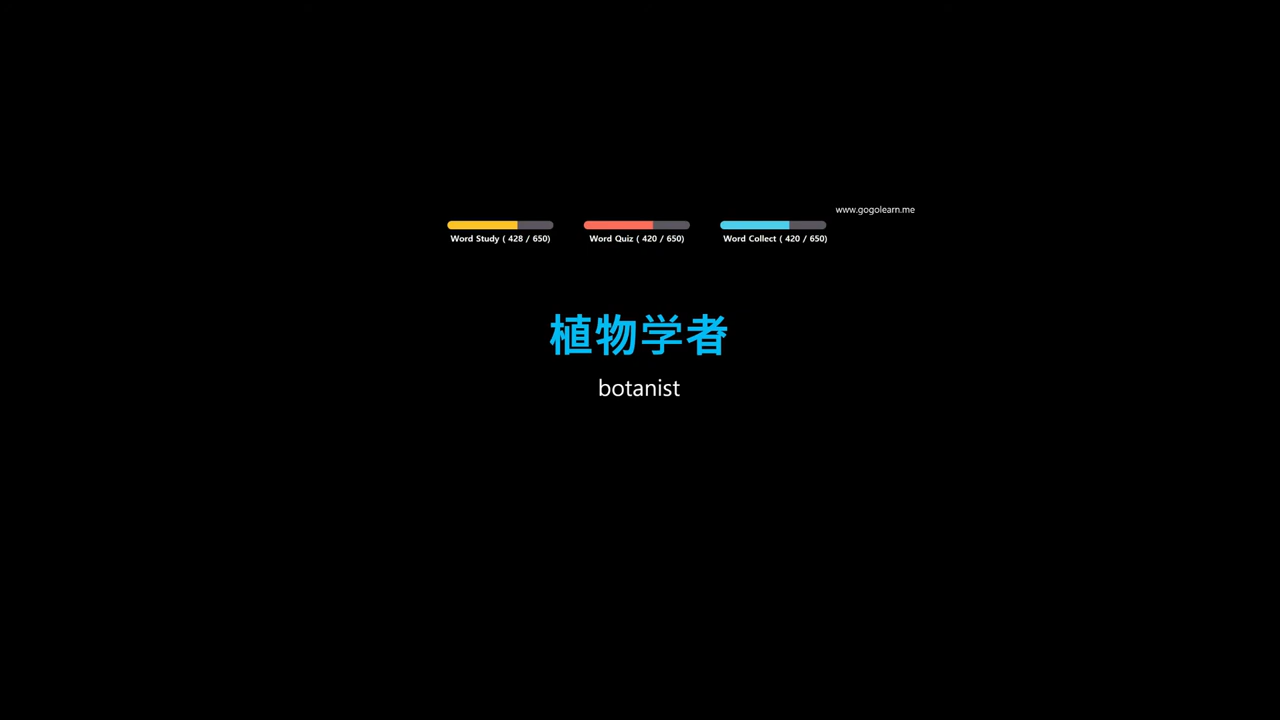 www.gogolearn.me
Word Study ( 428 / 650)
Word Quiz ( 420 / 650)
Word Collect ( 420 / 650)
植物学者
botanist